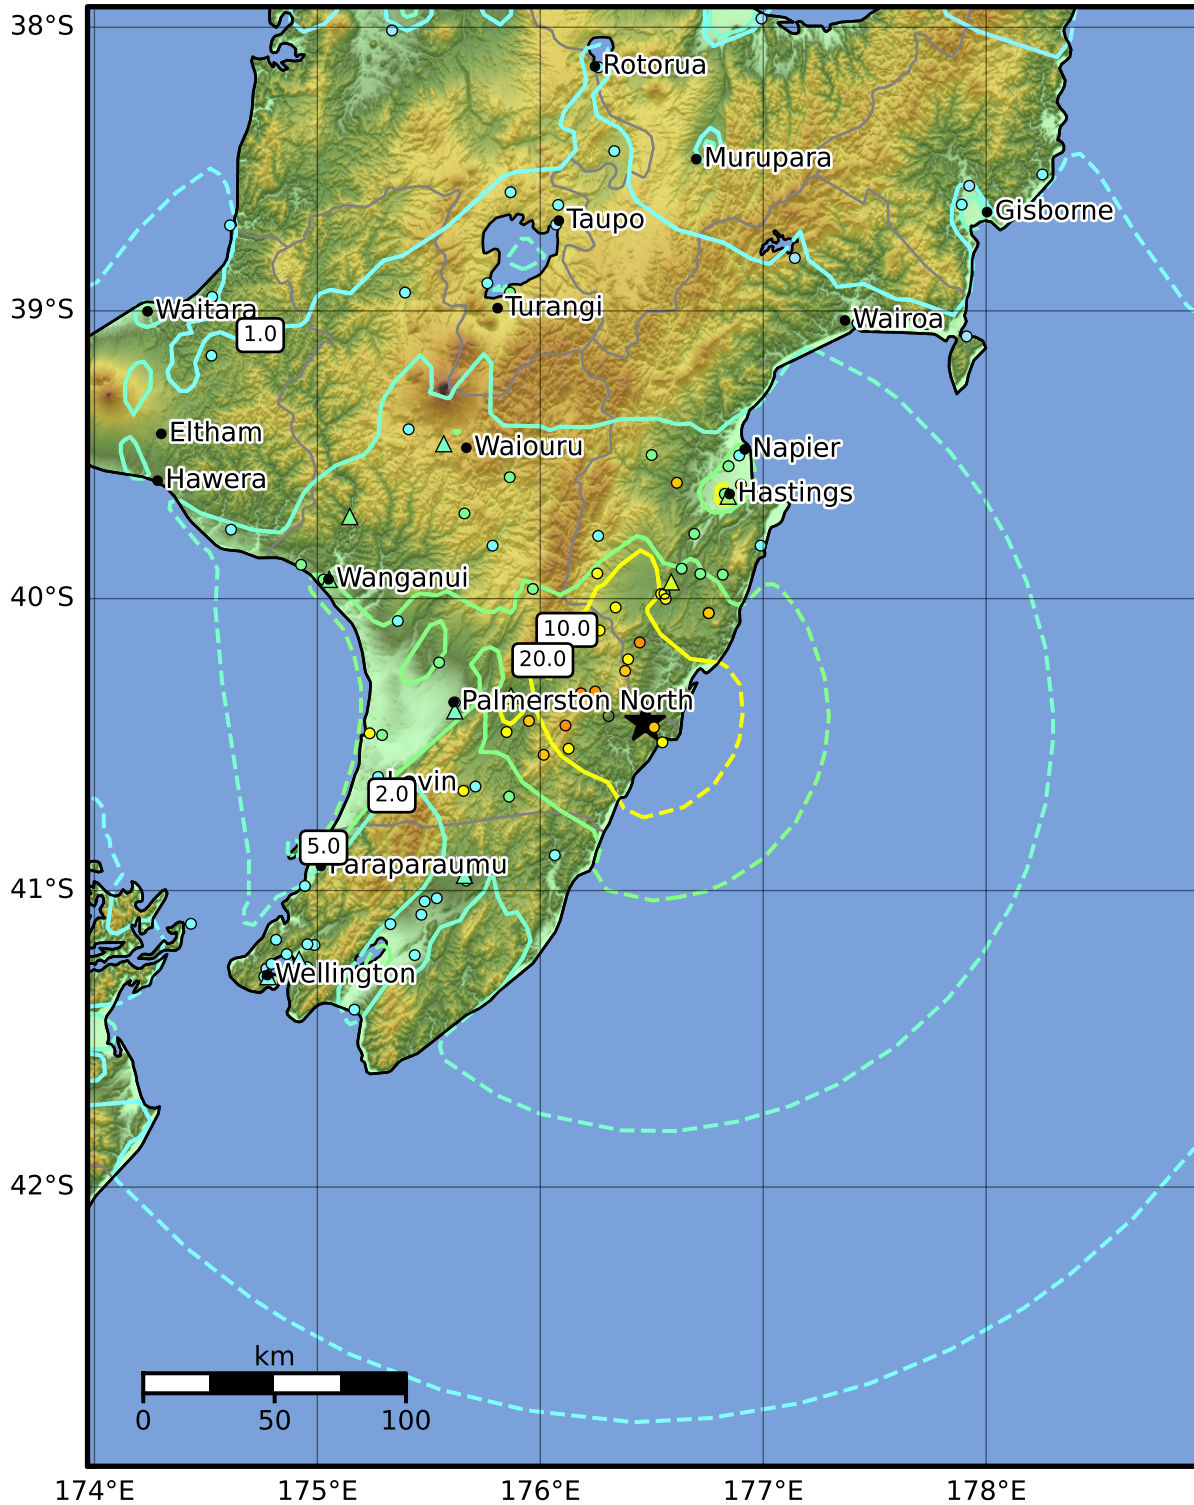 38°S
Rotorua
Murupara
Gisborne
Taupo
39°S
Turangi
Waitara
Wairoa
1.0
Eltham
Waiouru
Napier
Hawera
Hastings
Wanganui
40°S
10.0
20.0
Palmerston North
Levin
2.0
5.0
Paraparaumu
41°S
Wellington
42°S
km
0 50 100
174°E 175°E 176°E 177°E 178°E